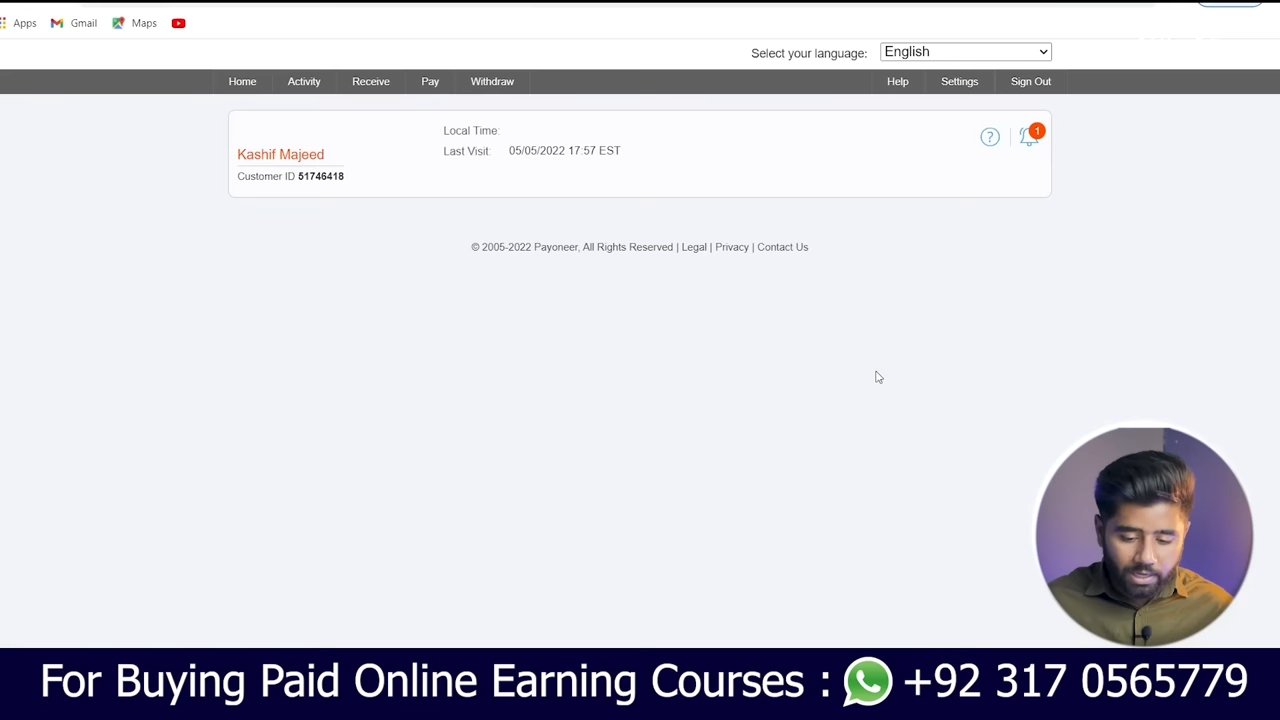 Apps Gmail Maps
Select your language: English
Home Activity Receive Pay Withdraw Help Settings Sign Out
Local Time:
1
Kashif Majeed
Last Visit: 05/05/2022 17:57 EST
Customer ID 51746418
© 2005-2022 Payoneer, All Rights Reserved | Legal | Privacy | Contact Us
For Buying Paid Online Earning Courses : +92 317 0565779